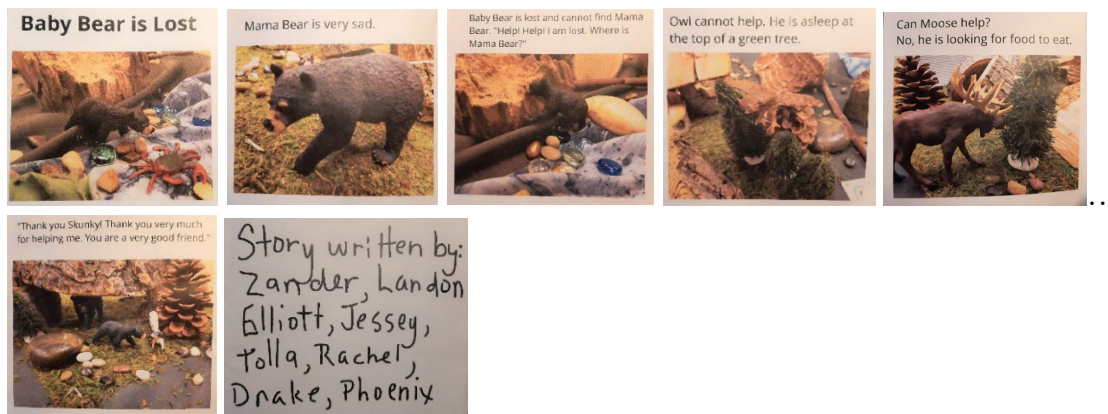 Baby Bear is Lost
Mama Bear is very sad.
Baby Bear is lost and cannot find Mama
Bear. "Help! Help! I am lost. Where is
Mama Bear?"
Owl cannot help. He is asleep at
the top of a green tree.
Can Moose help?
No, he is looking for food to eat.
..
"Thank you Skunky! Thank you very much
for helping me. You are a very good friend."
Story written by:
Zander, Landon
Elliott, Jessey,
Tolla, Rachel,
Drake, Phoenix